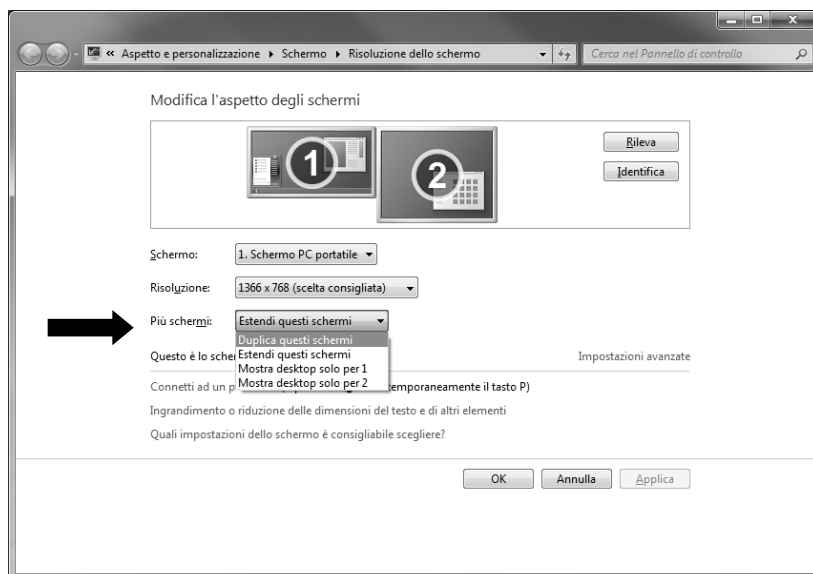 « Aspetto e personalizzazione ▸ Schermo ▸ Risoluzione dello schermo
Cerca nel Pannello di controllo
Modifica l'aspetto degli schermi
1
2
Rileva
Identifica
Schermo: 1. Schermo PC portatile
Risoluzione: 1366 x 768 (scelta consigliata)
Più schermi: Estendi questi schermi
Duplica questi schermi
Estendi questi schermi
Mostra desktop solo per 1
Mostra desktop solo per 2
Questo è lo
Impostazioni avanzate
Connetti ad un il tasto P)
Ingrandimento o riduzione delle dimensioni del testo e di altri elementi
Quali impostazioni dello schermo è consigliabile scegliere?
OK Annulla Applica